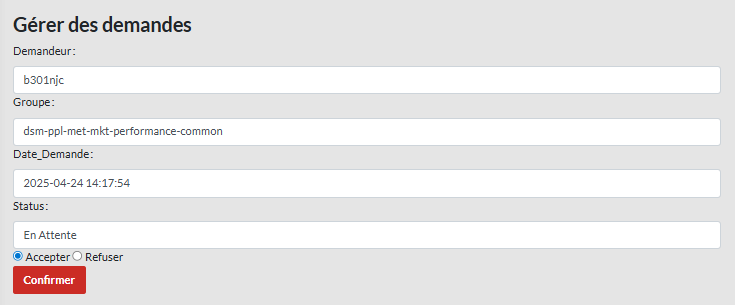 Gérer des demandes
Demandeur :
b301njc
Groupe :
dsm-ppl-met-mkt-performance-common
Date_Demande :
2025-04-24 14:17:54
Status :
En Attente
Accepter Refuser
Confirmer